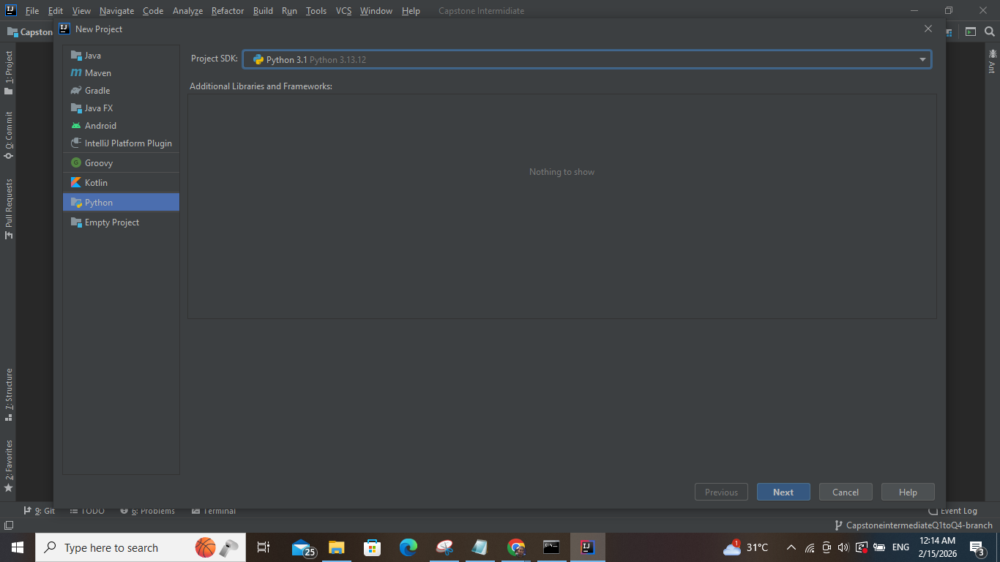 File Edit View Navigate Code Analyze Refactor Build Run Tools VCS Window Help Capstone Intermidiate
New Project
1: Project
0: Commit
Pull Requests
7: Structure
2: Favorites
Java
Maven
Gradle
Java FX
Android
IntelliJ Platform Plugin
Groovy
Kotlin
Python
Empty Project
Project SDK: Python 3.1 Python 3.13.12
Additional Libraries and Frameworks:
Nothing to show
Previous Next Cancel Help
Ant
9: Git TODO 6: Problems Terminal Event Log
CapstoneintermediateQ1toQ4-branch
Type here to search 25 1 31°C ENG 12:14 AM 3
2/15/2026